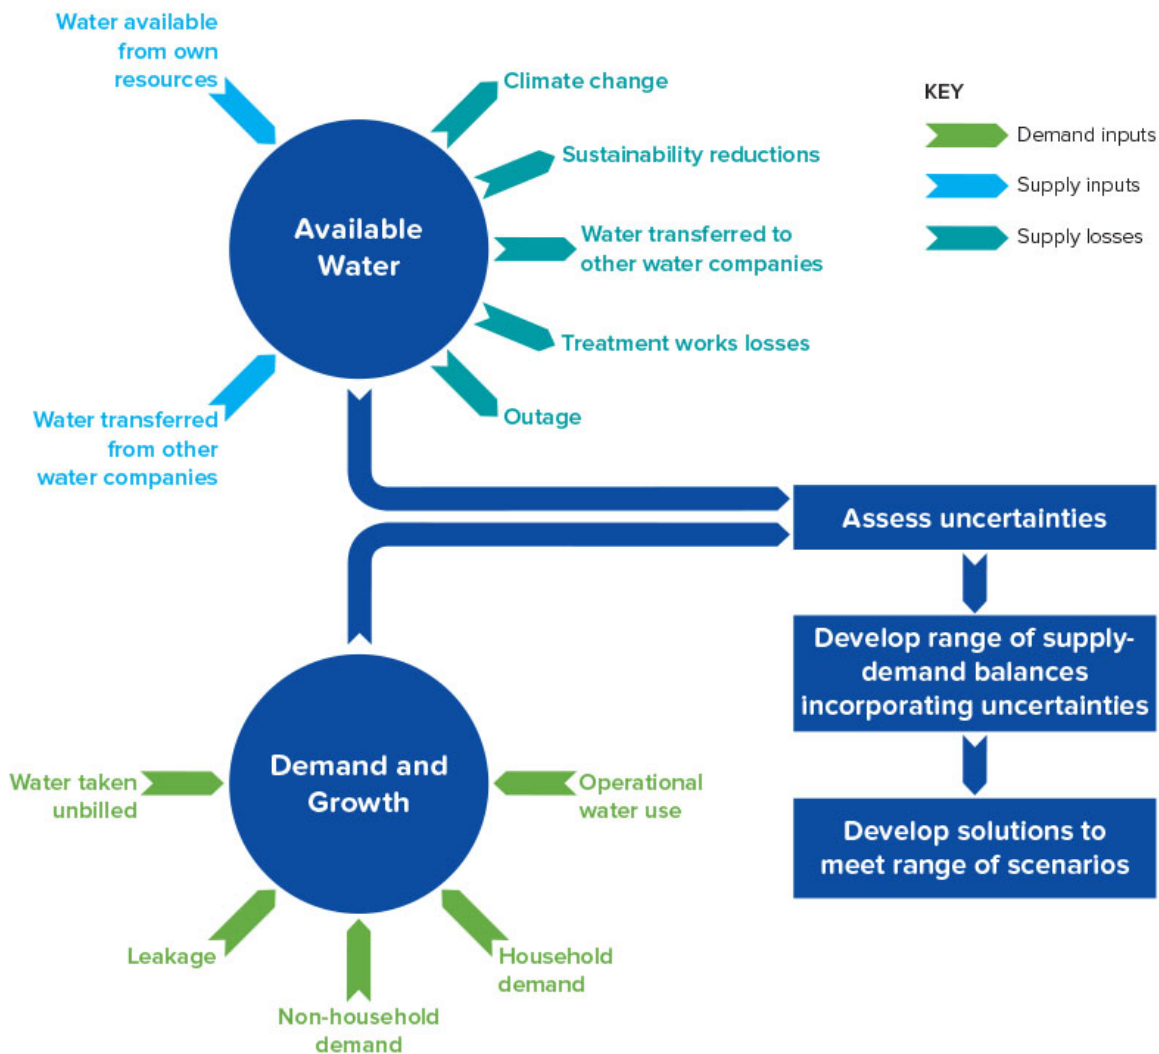 Water available
from own
resources
Climate change
Sustainability reductions
Water transferred to
other water companies
Treatment works losses
Outage
Available
Water
Water transferred
from other
water companies
KEY
Demand inputs
Supply inputs
Supply losses
Assess uncertainties
Develop range of supply-
demand balances
incorporating uncertainties
Develop solutions to
meet range of scenarios
Demand and
Growth
Water taken
unbilled
Operational
water use
Leakage
Non-household
demand
Household
demand